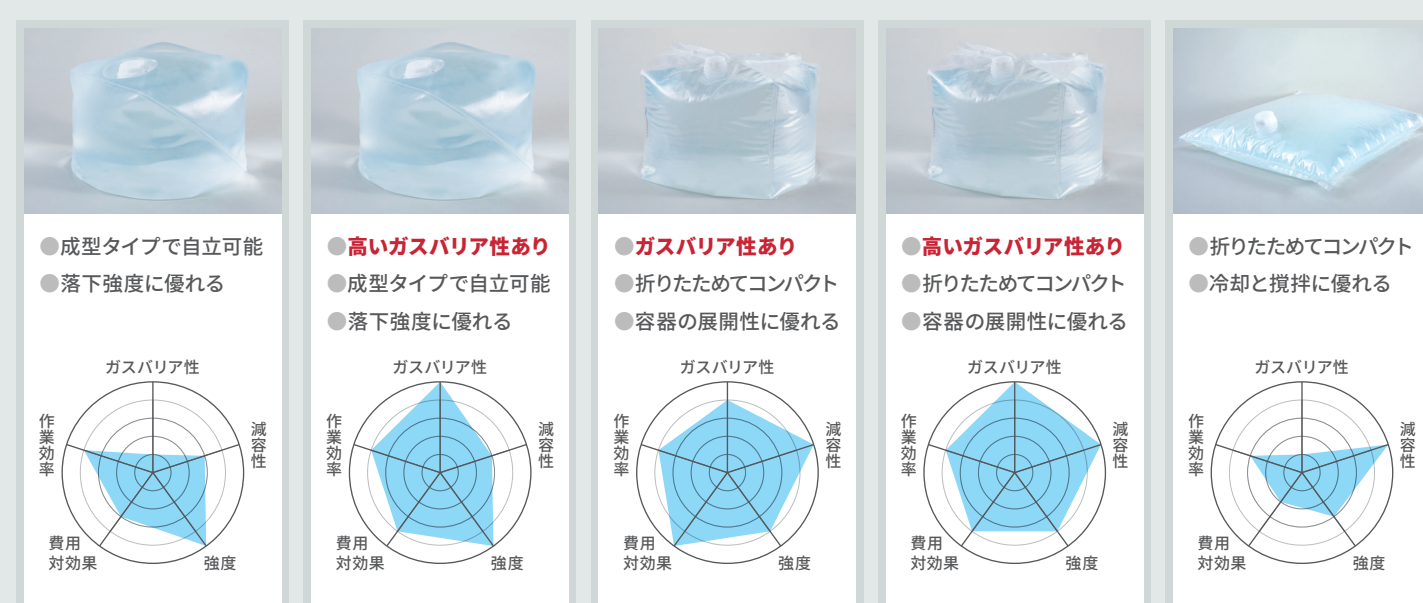 ●成型タイプで自立可能
●落下強度に優れる
ガスバリア性
減容性
強度
費用
対効果
作業効率
●高いガスバリア性あり
●成型タイプで自立可能
●落下強度に優れる
ガスバリア性
減容性
強度
費用
対効果
作業効率
●ガスバリア性あり
●折りたためてコンパクト
●容器の展開性に優れる
ガスバリア性
減容性
強度
費用
対効果
作業効率
●高いガスバリア性あり
●折りたためてコンパクト
●容器の展開性に優れる
ガスバリア性
減容性
強度
費用
対効果
作業効率
●折りたためてコンパクト
●冷却と撹拌に優れる
ガスバリア性
減容性
強度
費用
対効果
作業効率